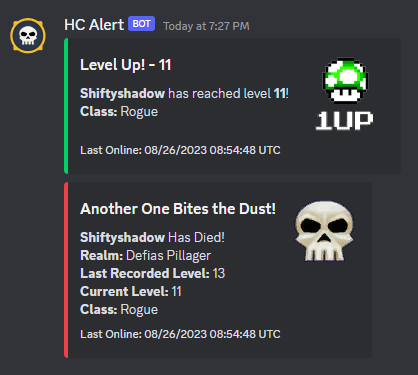 HC Alert BOT Today at 7:27 PM
Level Up! - 11
Shiftyshadow has reached level 11!
Class: Rogue
1UP
Last Online: 08/26/2023 08:54:48 UTC
Another One Bites the Dust!
Shiftyshadow Has Died!
Realm: Defias Pillager
Last Recorded Level: 13
Current Level: 11
Class: Rogue
Last Online: 08/26/2023 08:54:48 UTC